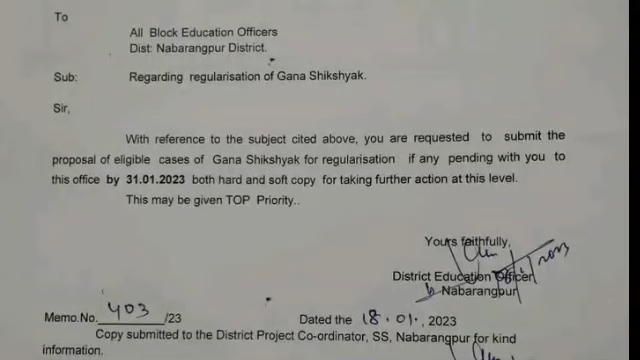 To
All Block Education Officers
Dist: Nabarangpur District.
Sub: Regarding regularisation of Gana Shikshyak.
Sir,
With reference to the subject cited above, you are requested to submit the
proposal of eligible cases of Gana Shikshyak for regularisation if any pending with you to
this office by 31.01.2023 both hard and soft copy for taking further action at this level.
This may be given TOP Priority..
Yours faithfully,
District Education Officer
Nabarangpur
Memo.No. 403 /23 Dated the 18.01., 2023
Copy submitted to the District Project Co-ordinator, SS, Nabarangpur for kind
information.